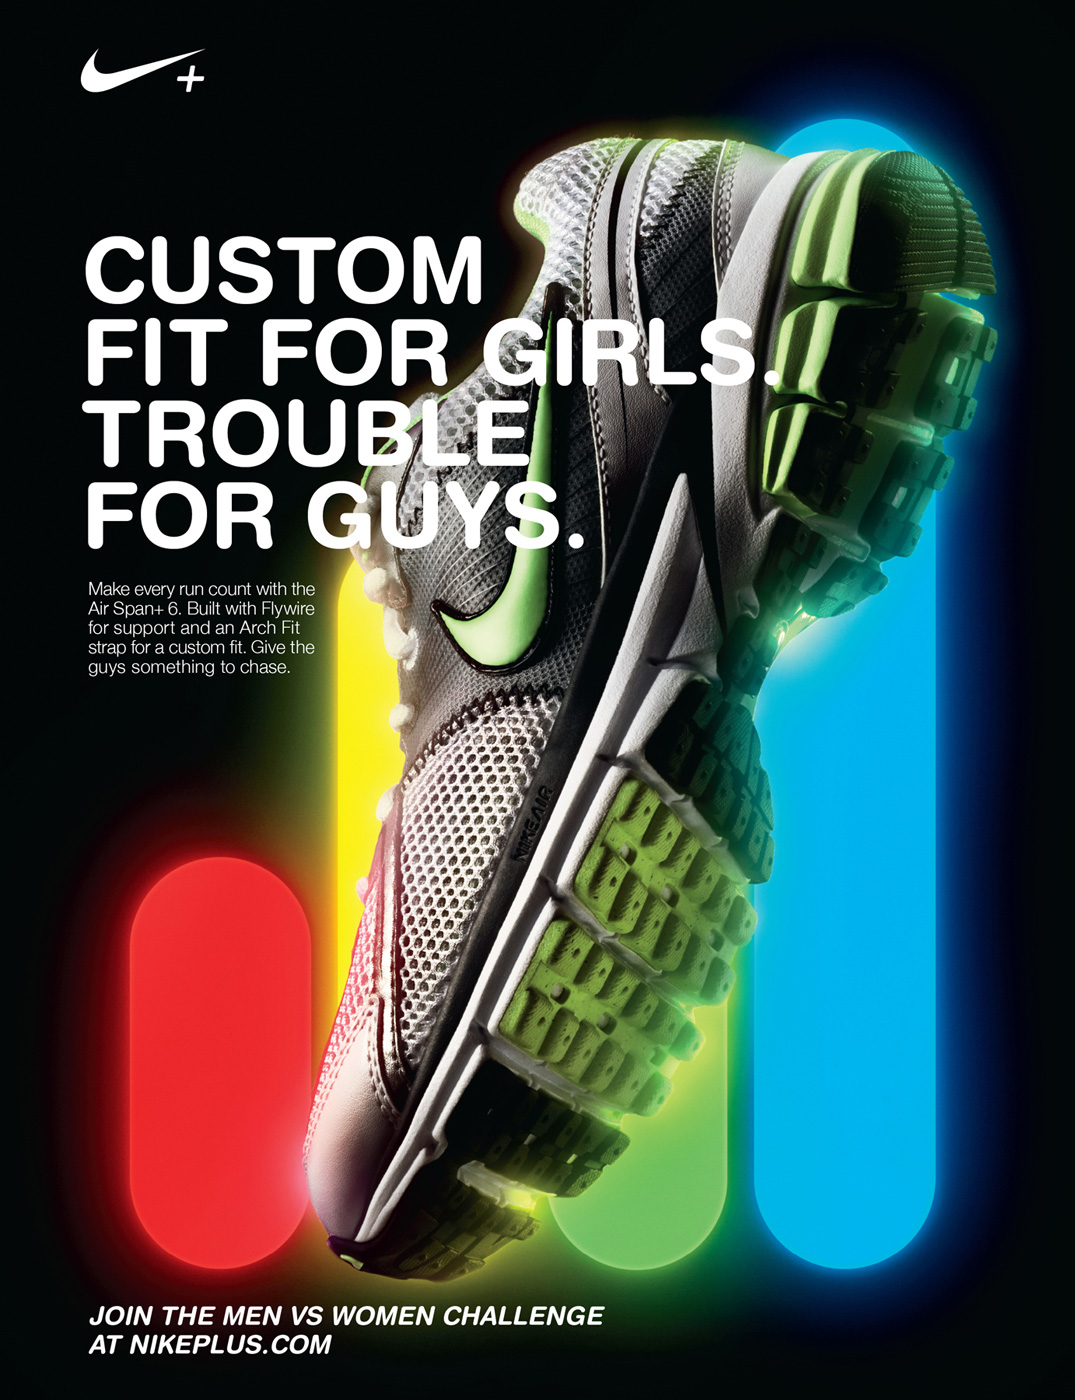 CUSTOM
FIT FOR GIRLS.
TROUBLE
FOR GUYS.
Make every run count with the
Air Span+ 6. Built with Flywire
for support and an Arch Fit
strap for a custom fit. Give the
guys something to chase.
NIKE AIR
JOIN THE MEN VS WOMEN CHALLENGE
AT NIKEPLUS.COM